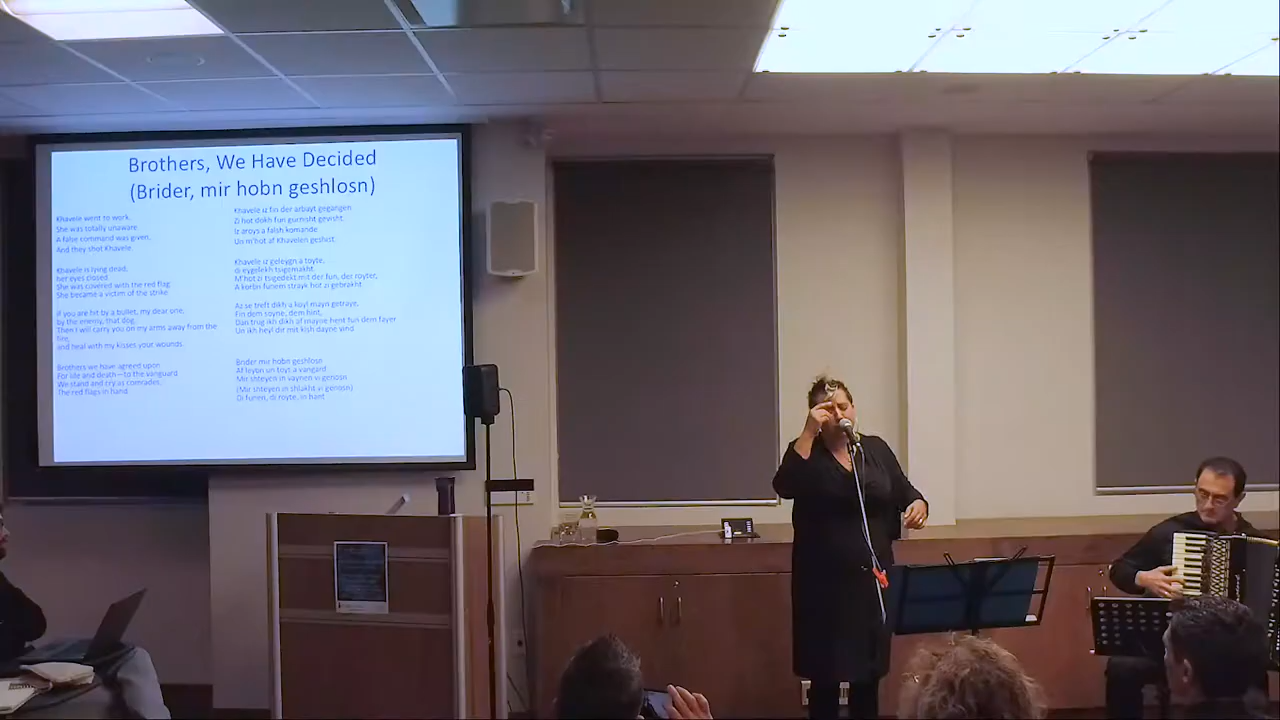 Brothers, We Have Decided
(Brider, mir hobn geshlosn)
Khavele went to work.
She was totally unaware.
A false command was given,
And they shot Khavele.
Khavele is lying dead,
her eyes closed
She was covered with the red flag
She became a victim of the strike.
If you are hit by a bullet, my dear one,
by the enemy, that dog,
Then I will carry you on my arms away from the
fire,
and heal with my kisses your wounds.
Brothers we have agreed upon
For life and death—to the vanguard
We stand and cry as comrades,
The red flags in hand.
Khavele iz fin der arbayt gegangen
Zi hot dokh fun gurnisht gevisht.
Iz aroys a falsh komande
Un m'hot af Khavelen geshist.
Khavele iz geleygn a toyte,
di eygelekh tsigemakht.
M'hot zi tsigedekt mit der fun, der royter,
A korbn funem strayk hot zi gebrakht.
Az se treft dikh a koyl mayn getraye,
Fin dem soyne, dem hint,
Dan trug ikh dikh af mayne hent fun dem fayer
Un ikh heyl dir mit kish dayne vind.
Brider mir hobn geshlosn
Af leybn un toyt a vangard
Mir shteyen in vaynen vi genosn
(Mir shteyen in shlakht vi genosn)
Di funen, di royte, in hant